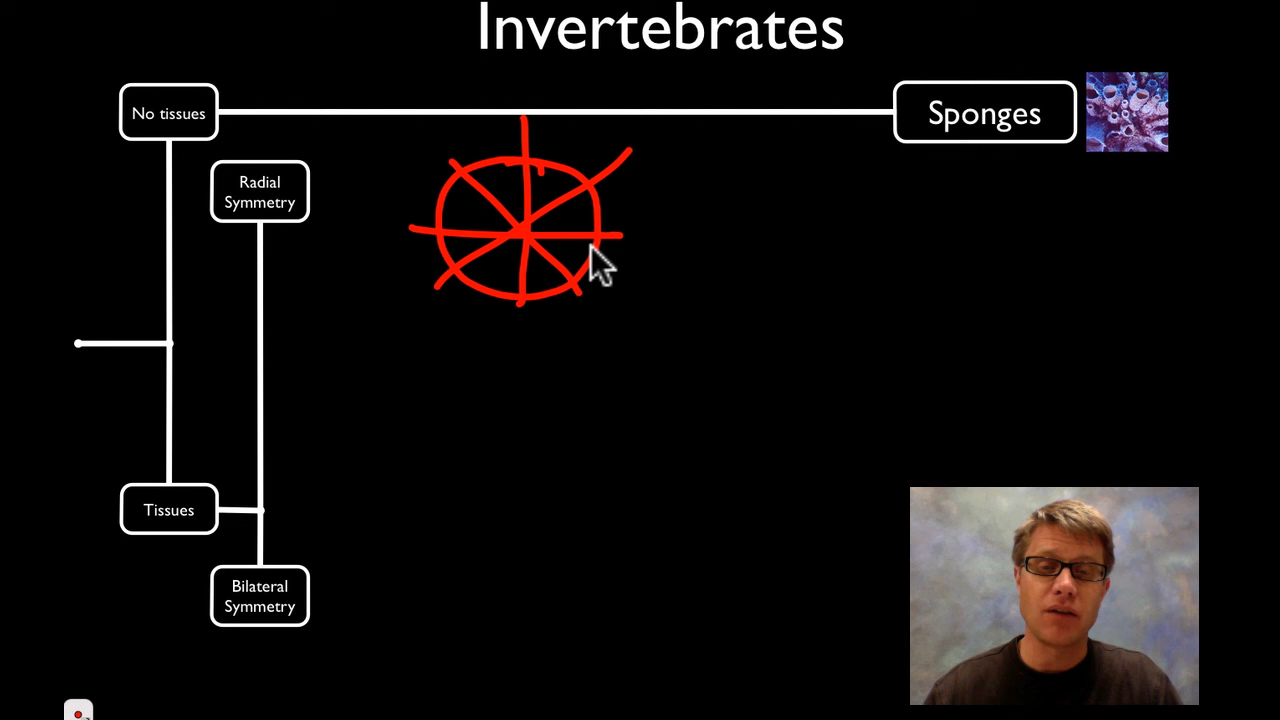 Invertebrates
No tissues
Sponges
Radial
Symmetry
Tissues
Bilateral
Symmetry